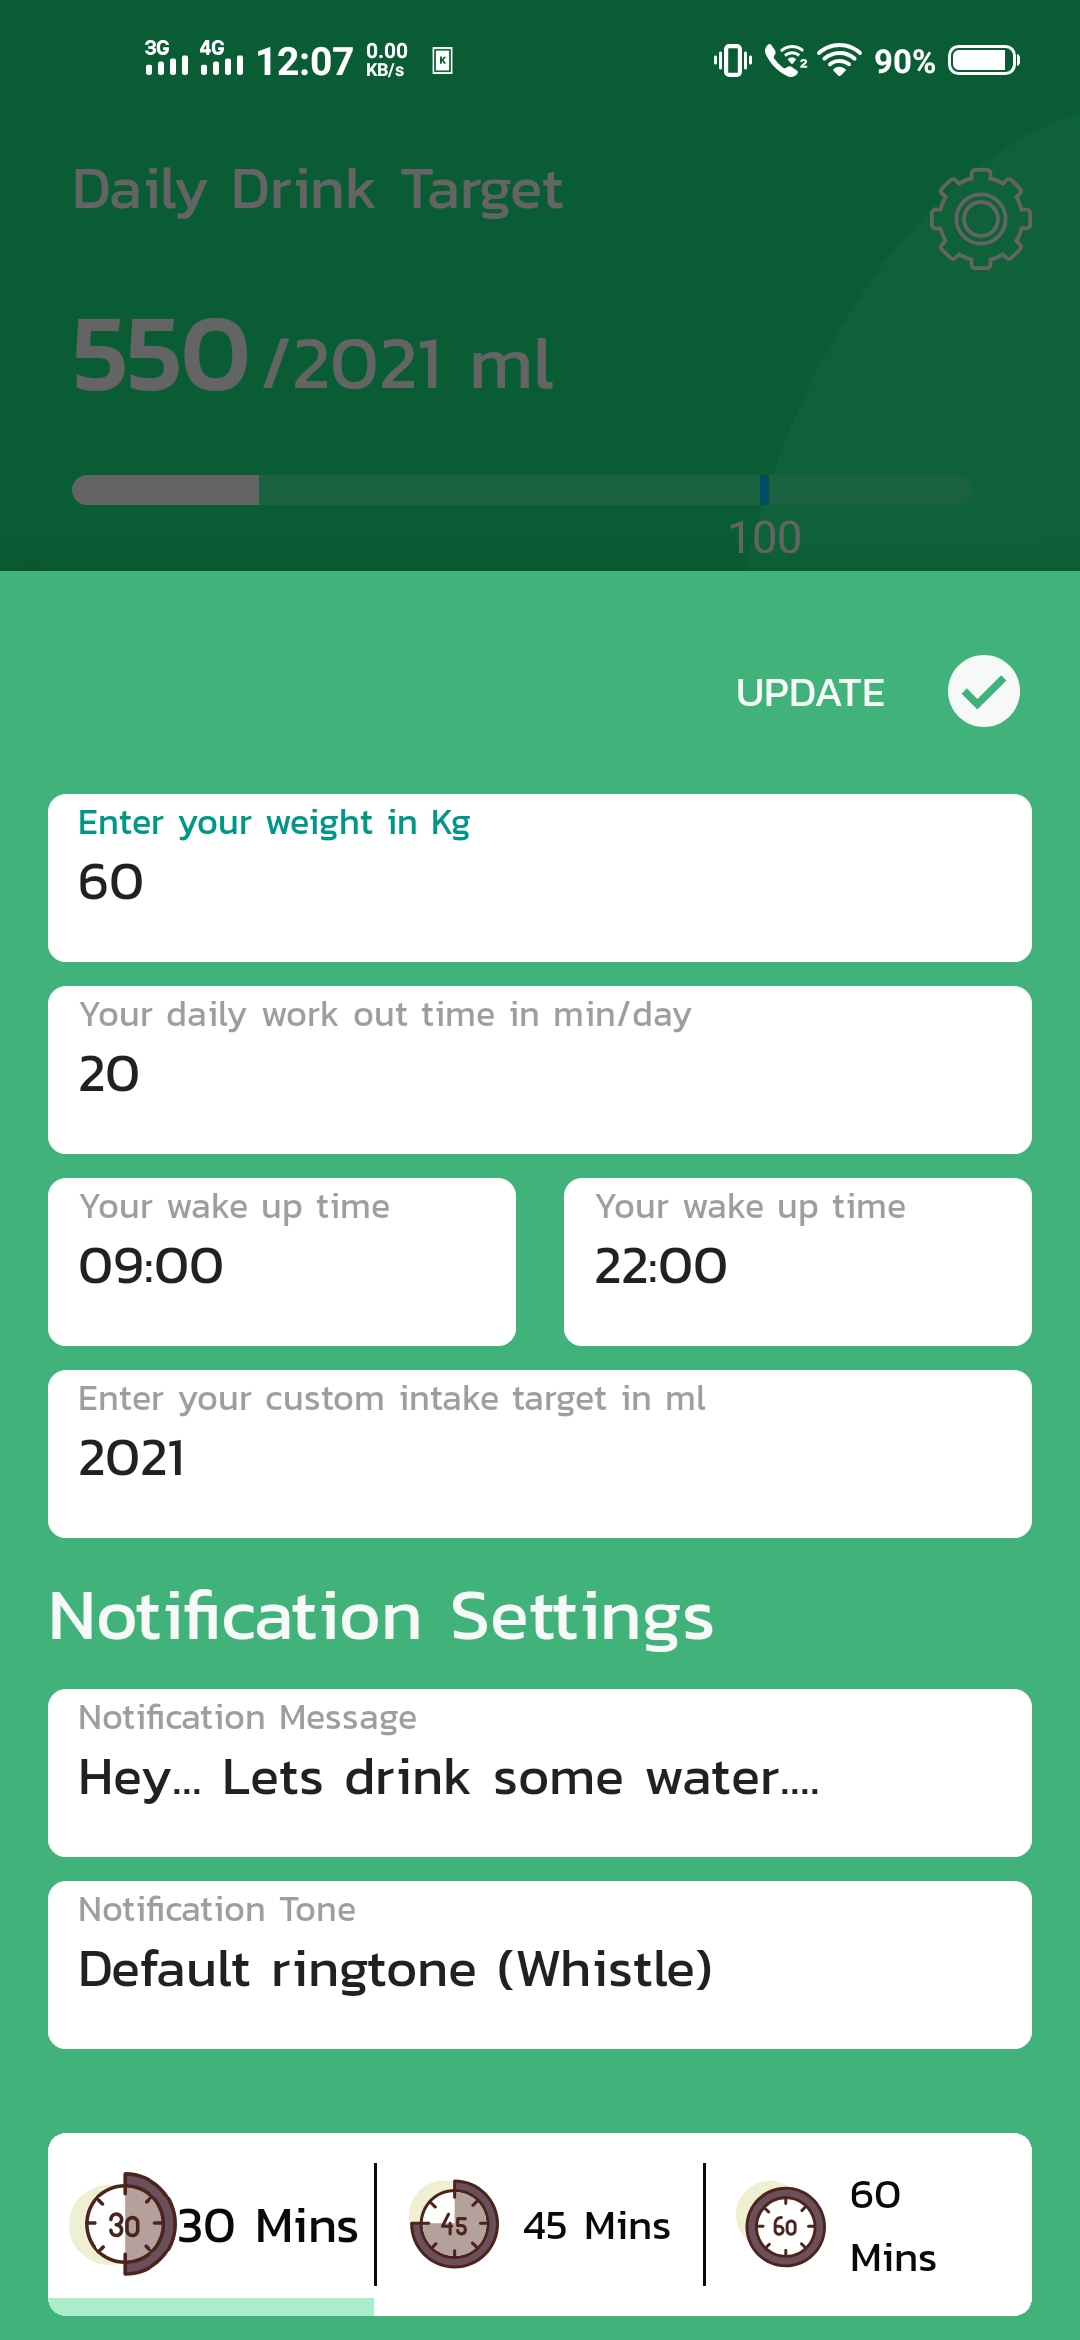 3G 4G 12:07 0.00 KB/s K 2 90%
Daily Drink Target
550 /2021 ml
100
UPDATE
Enter your weight in Kg
60
Your daily work out time in min/day
20
Your wake up time
09:00
Your wake up time
22:00
Enter your custom intake target in ml
2021
Notification Settings
Notification Message
Hey... Lets drink some water....
Notification Tone
Default ringtone (Whistle)
30 30 Mins
45 45 Mins
60 60
Mins